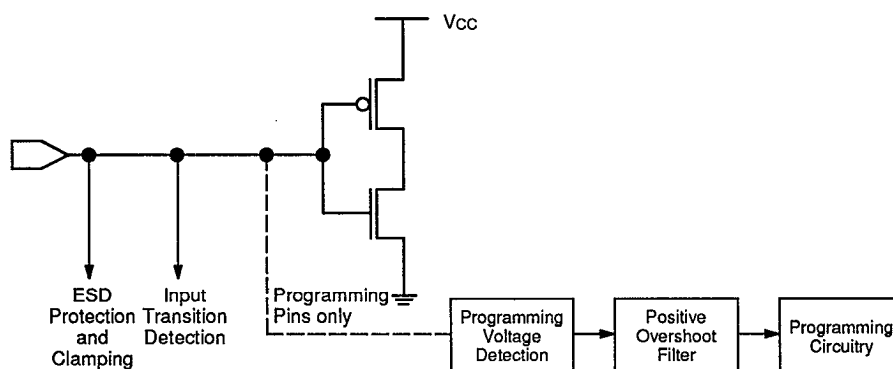 Vcc
ESD
Protection
and
Clamping
Input
Transition
Detection
Programming
Pins only
Programming
Voltage
Detection
Positive
Overshoot
Filter
Programming
Circuitry